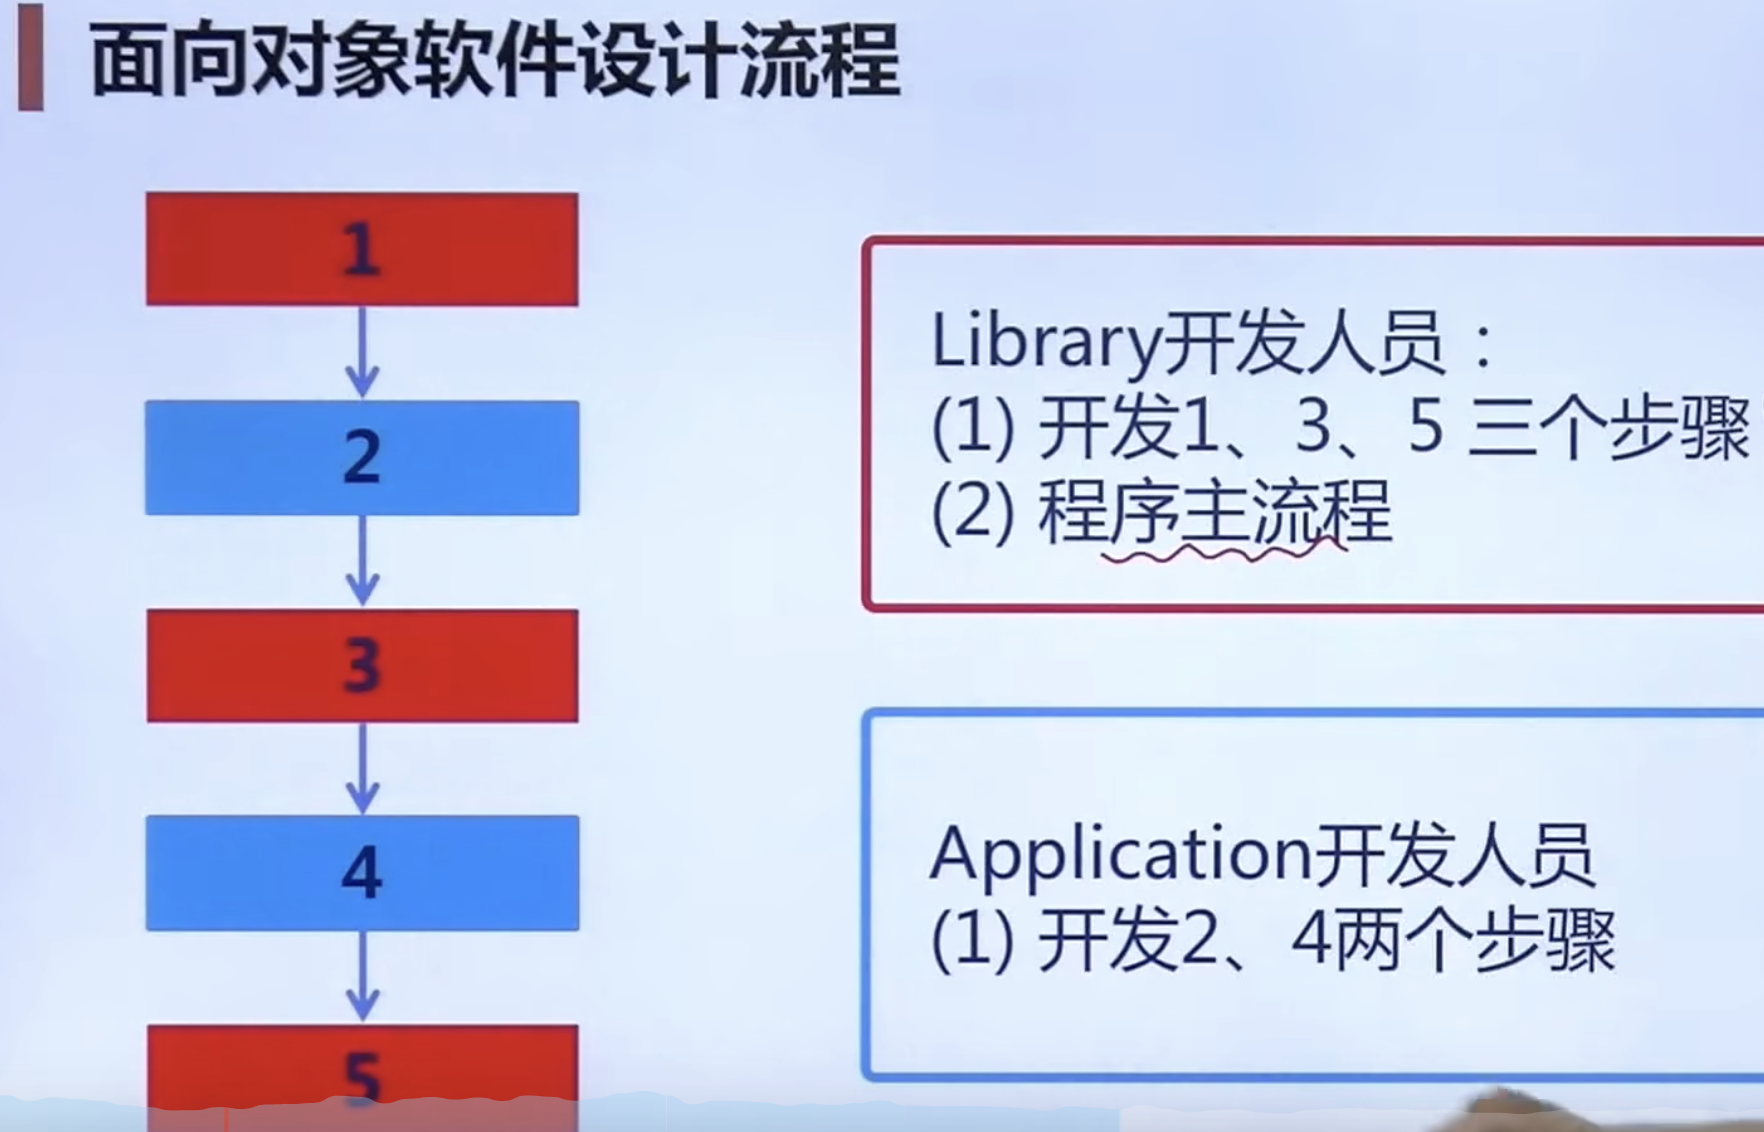 面向对象软件设计流程
1
2
3
4
5
Library开发人员：
(1) 开发1、3、5 三个步骤
(2) 程序主流程
Application开发人员
(1) 开发2、4两个步骤